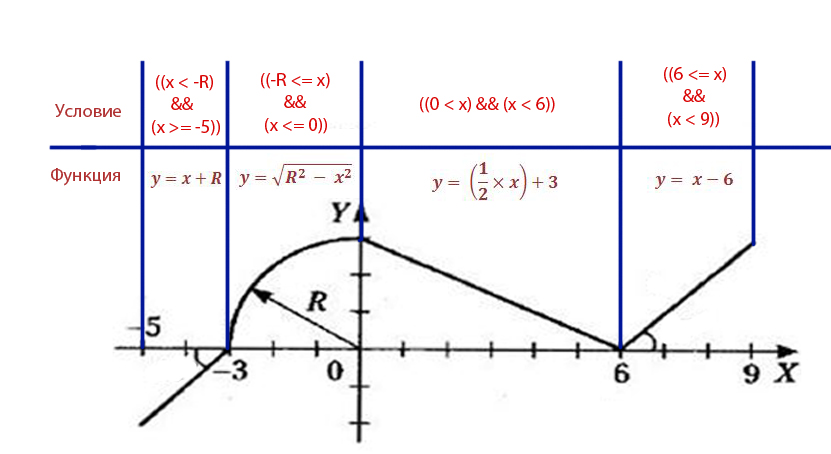 Условие
((x < -R)
&&
(x >= -5))
((-R <= x)
&&
(x <= 0))
((0 < x) && (x < 6))
((6 <= x)
&&
(x < 9))
Функция
y = x + R
y = √(R² − x²)
y = (1/2 × x) + 3
y = x − 6
Y
R
−5
−3
0
6
9
X